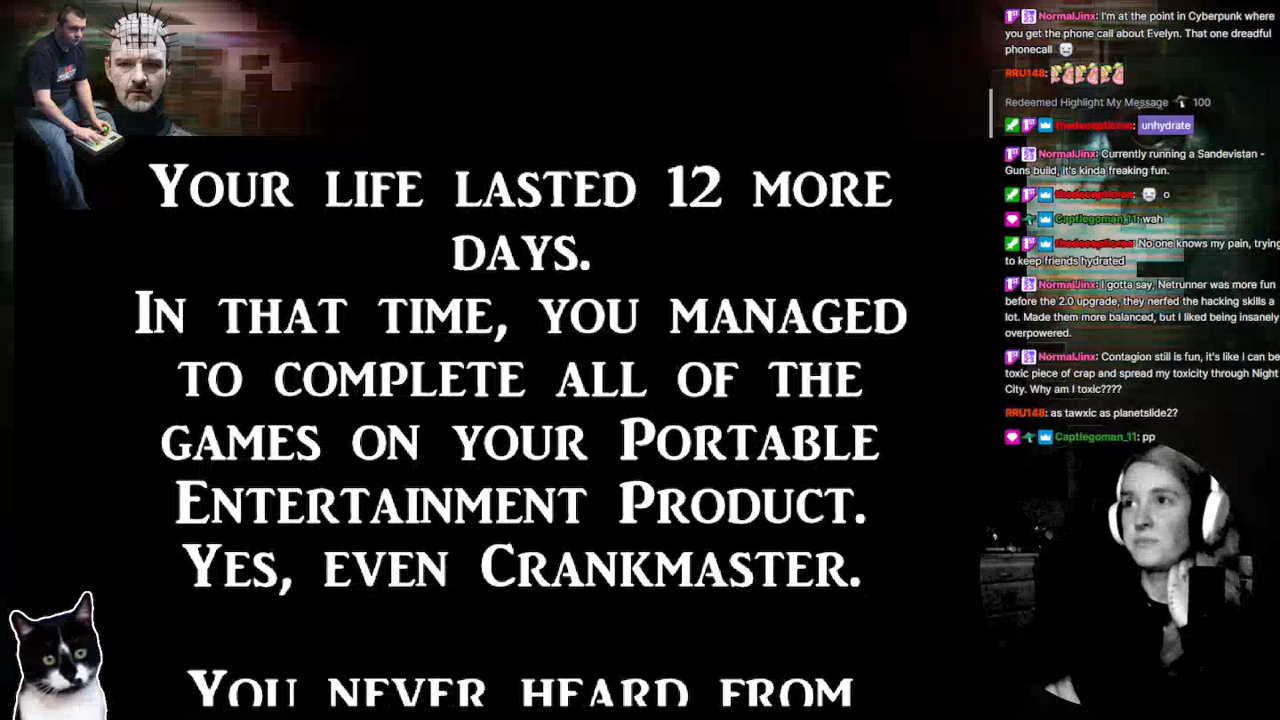 YOUR LIFE LASTED 12 MORE
DAYS.
IN THAT TIME, YOU MANAGED
TO COMPLETE ALL OF THE
GAMES ON YOUR PORTABLE
ENTERTAINMENT PRODUCT.
YES, EVEN CRANKMASTER.
YOU NEVER HEARD FROM
NormalJinx: I'm at the point in Cyberpunk where
you get the phone call about Evelyn. That one dreadful
phonecall
RRU148:
Redeemed Highlight My Message 100
unhydrate
NormalJinx: Currently running a Sandevistan -
Guns build, it's kinda freaking fun.
o
Captlegoman_11: wah
No one knows my pain, trying
to keep friends hydrated
NormalJinx: I gotta say, Netrunner was more fun
before the 2.0 upgrade, they nerfed the hacking skills a
lot. Made them more balanced, but I liked being insanely
overpowered.
NormalJinx: Contagion still is fun, it's like I can be
toxic piece of crap and spread my toxicity through Night
City. Why am I toxic????
RRU148: as tawxic as planetslide2??
Captlegoman_11: pp